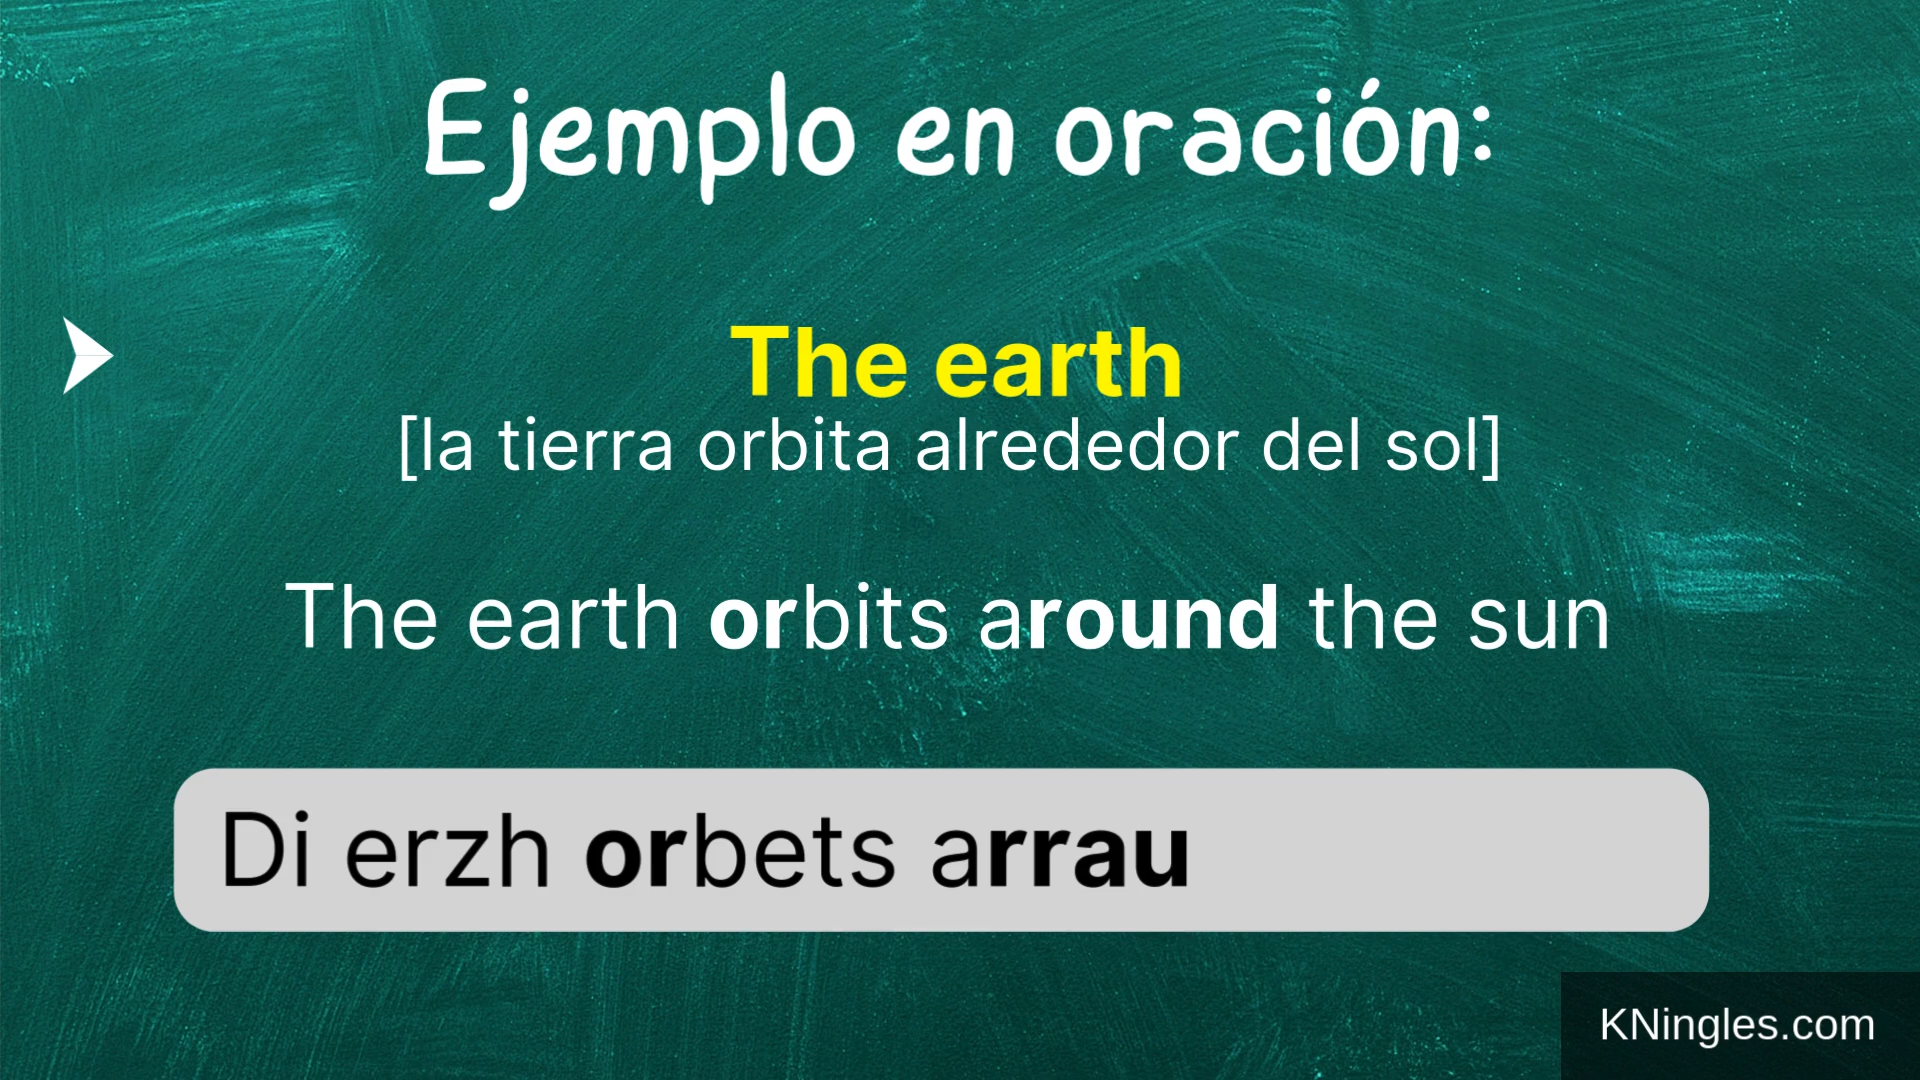 Ejemplo en oración:
The earth
[la tierra orbita alrededor del sol]
The earth orbits around the sun
Di erzh orbets arrau
KNingles.com